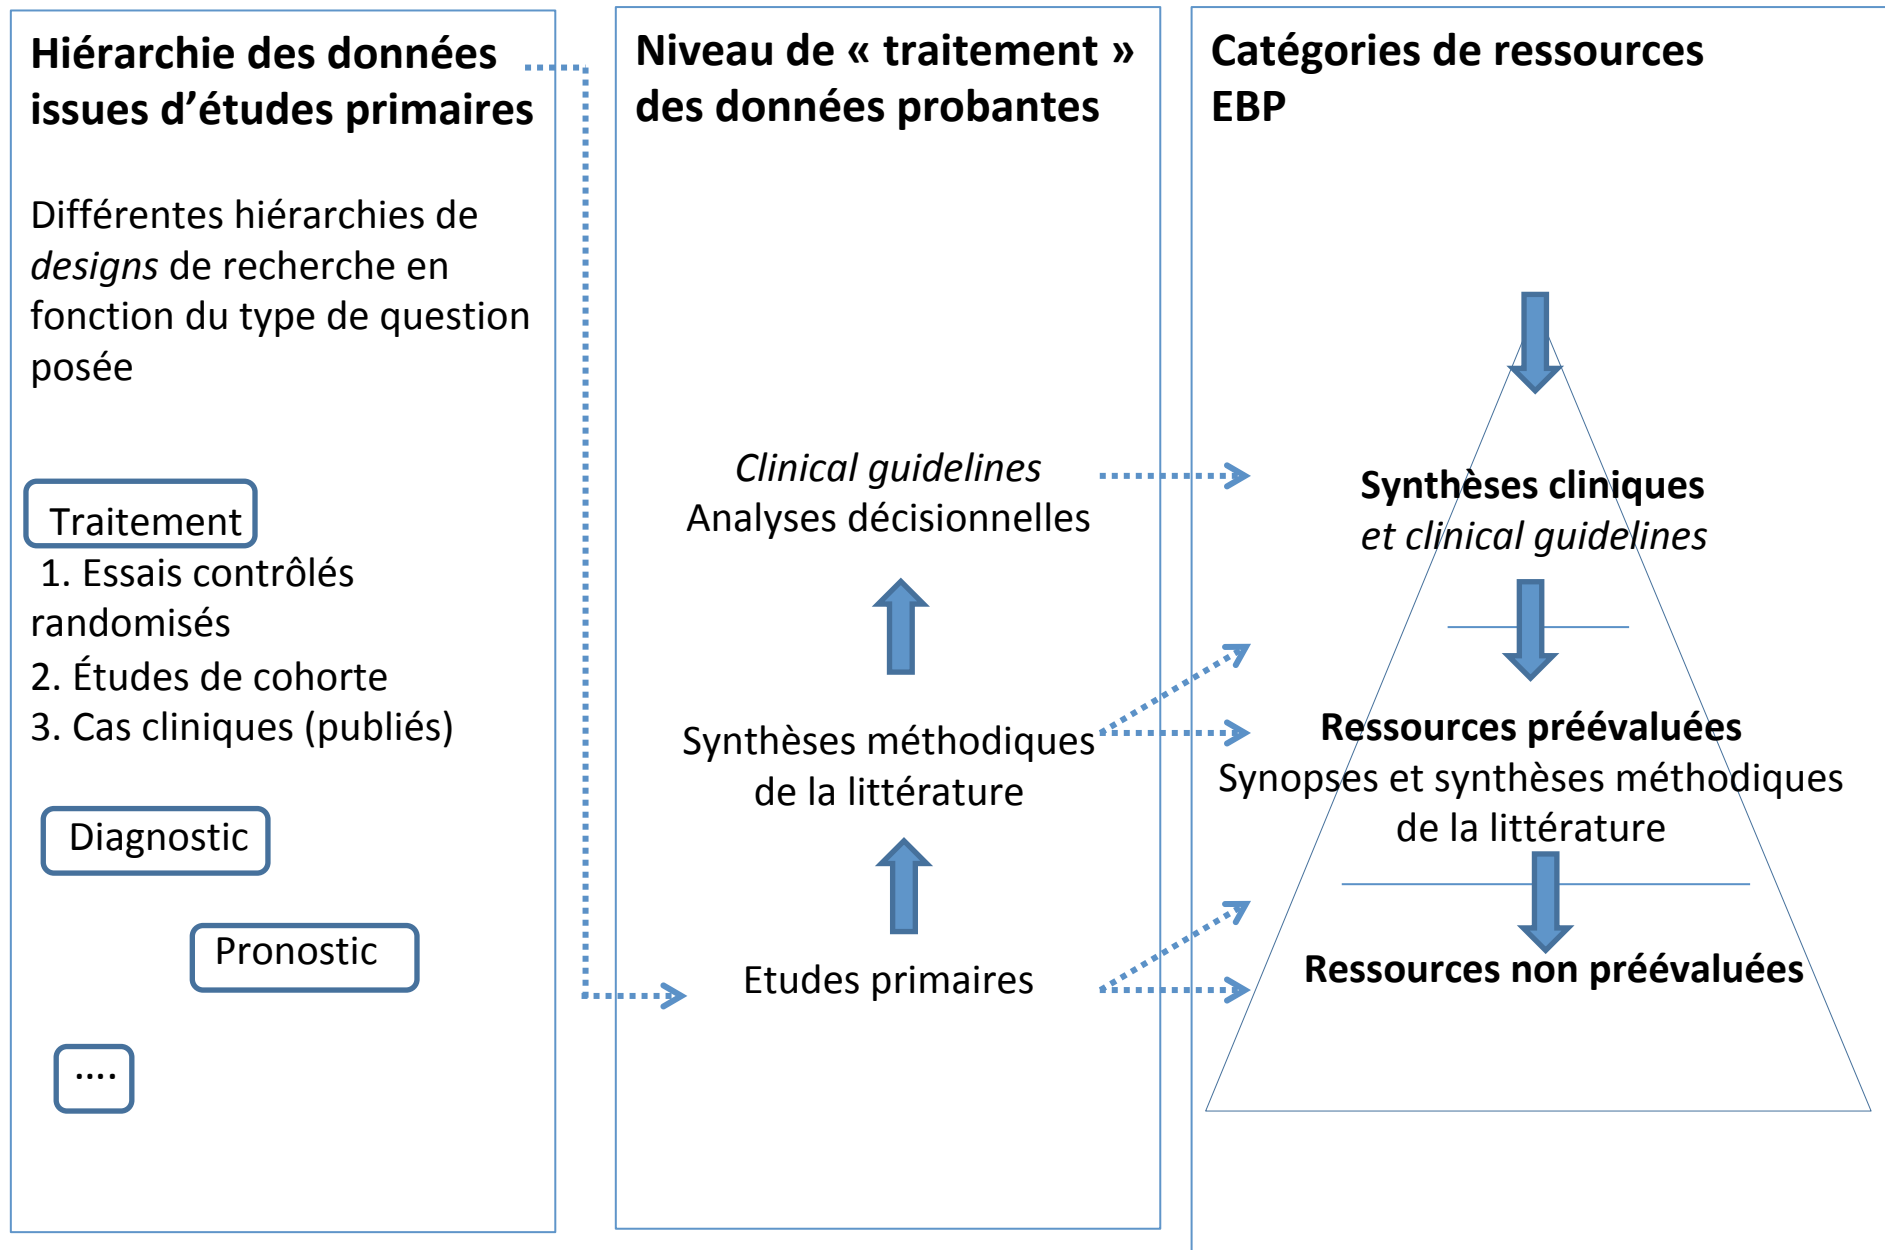 Hiérarchie des données
issues d'études primaires
Différentes hiérarchies de
designs de recherche en
fonction du type de question
posée
Traitement
1. Essais contrôlés
randomisés
2. Études de cohorte
3. Cas cliniques (publiés)
Diagnostic
Pronostic
....
Niveau de « traitement »
des données probantes
Clinical guidelines
Analyses décisionnelles
Synthèses méthodiques
de la littérature
Etudes primaires
Catégories de ressources
EBP
Synthèses cliniques
et clinical guidelines
Ressources préévaluées
Synopses et synthèses méthodiques
de la littérature
Ressources non préévaluées